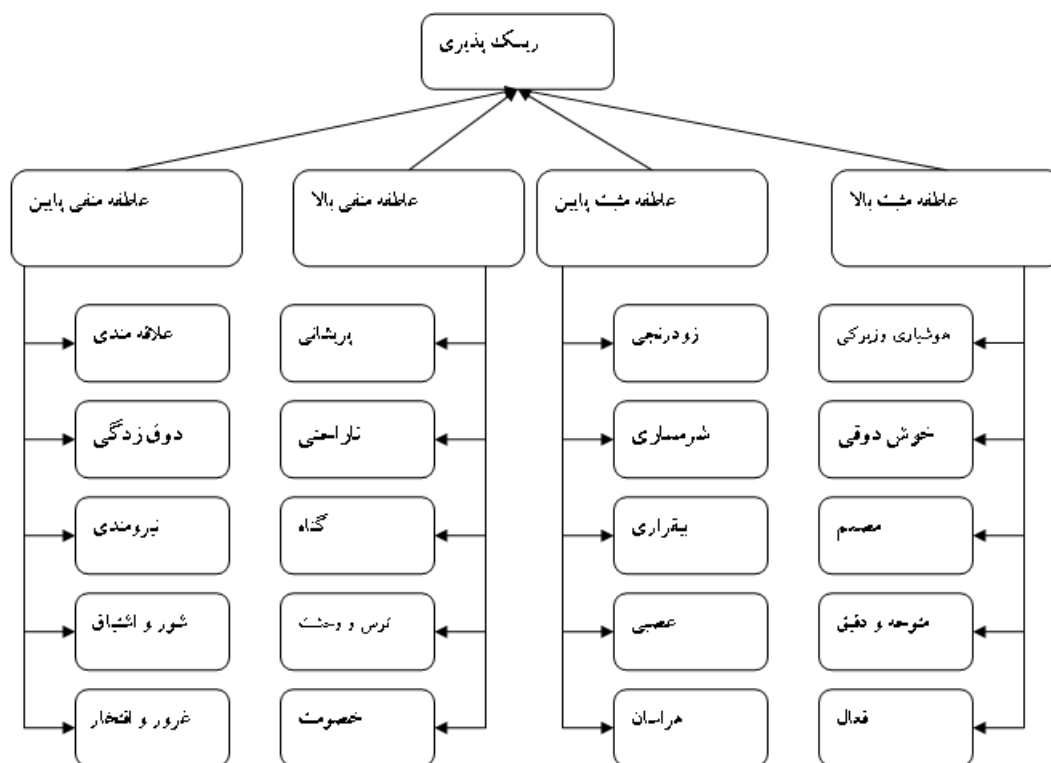 ریسک پذیری
عاطفه مثبت بالا
عاطفه مثبت پایین
عاطفه منفی بالا
عاطفه منفی پایین
هوشیاری وزیرکی
زودرنجی
پریشانی
علاقه مندی
خوش ذوقی
شرمساری
ناراحتی
ذوق زدگی
مصمم
بیقراری
گناه
نیرومندی
متوجه و دقیق
عصبی
ترس و وحشت
شور و اشتیاق
فعال
هراسان
خصومت
غرور و افتخار